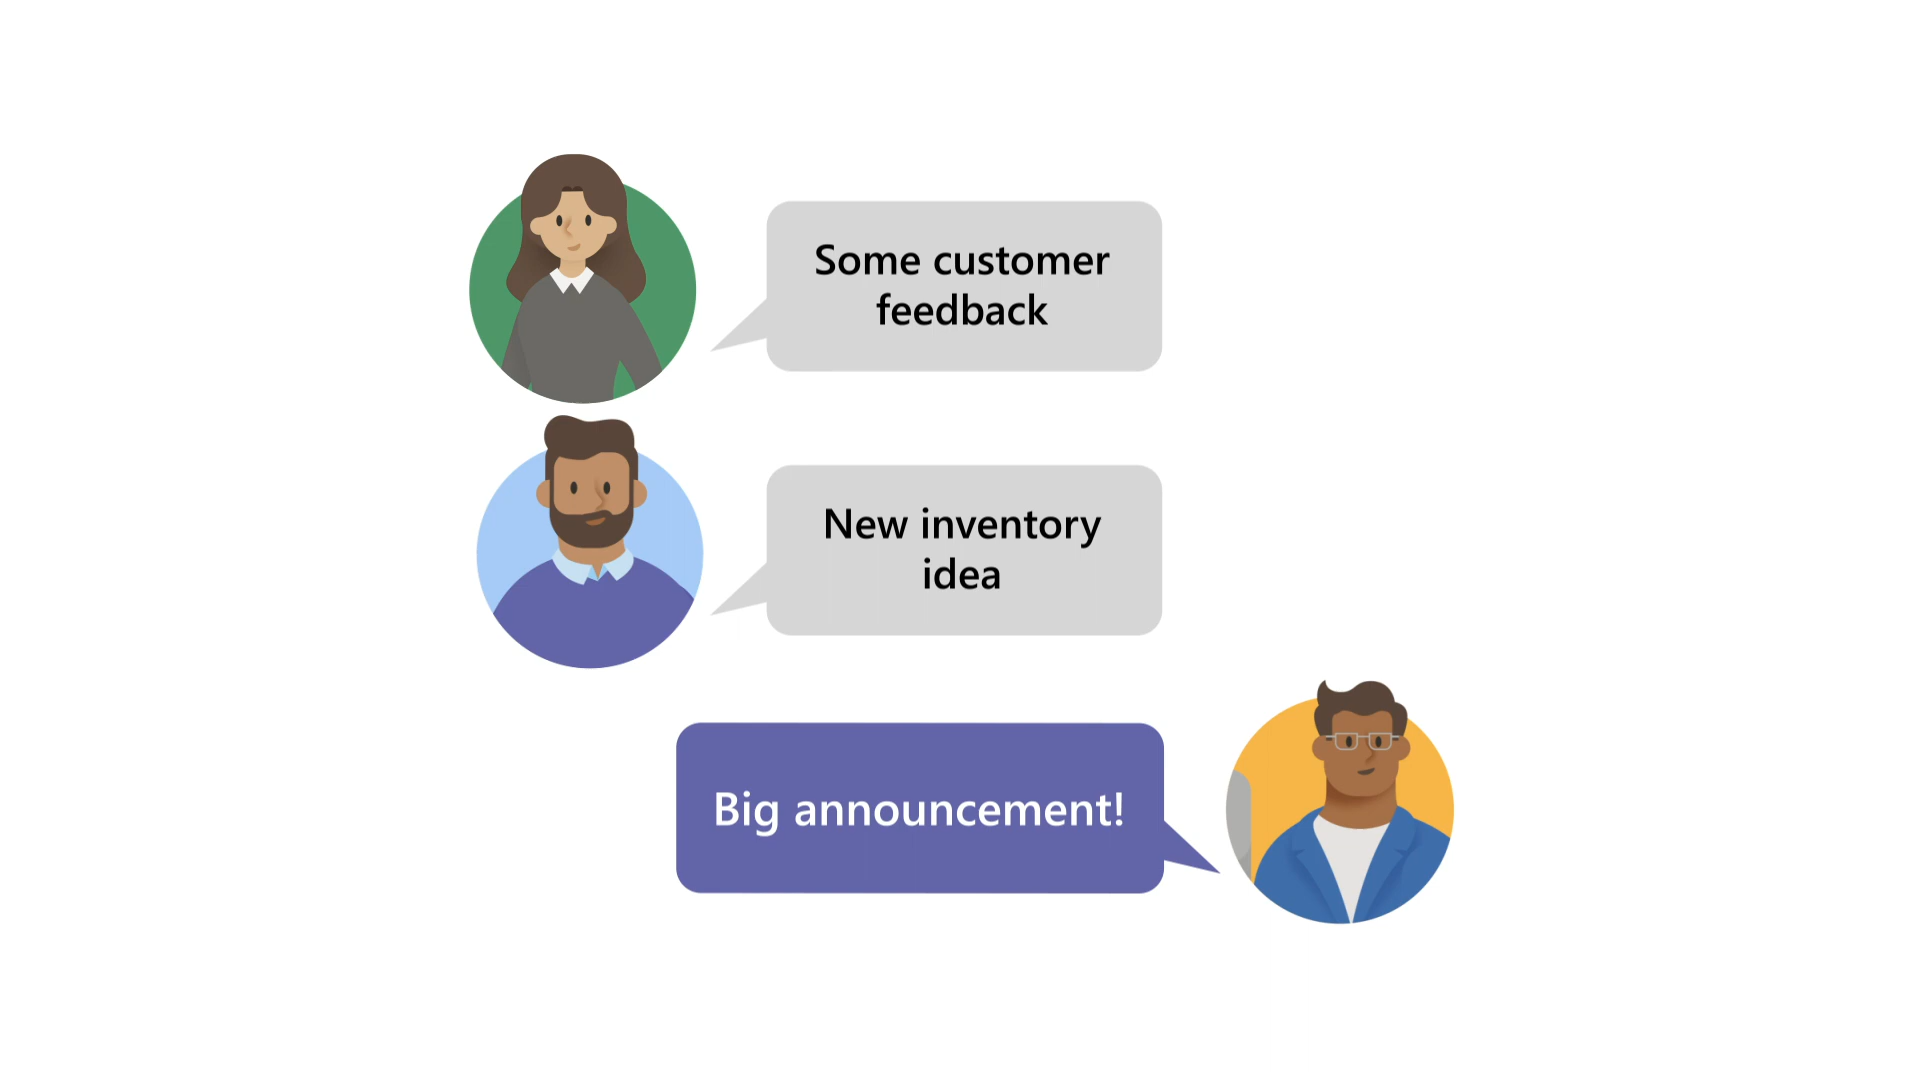 Some customer
feedback
New inventory
idea
Big announcement!